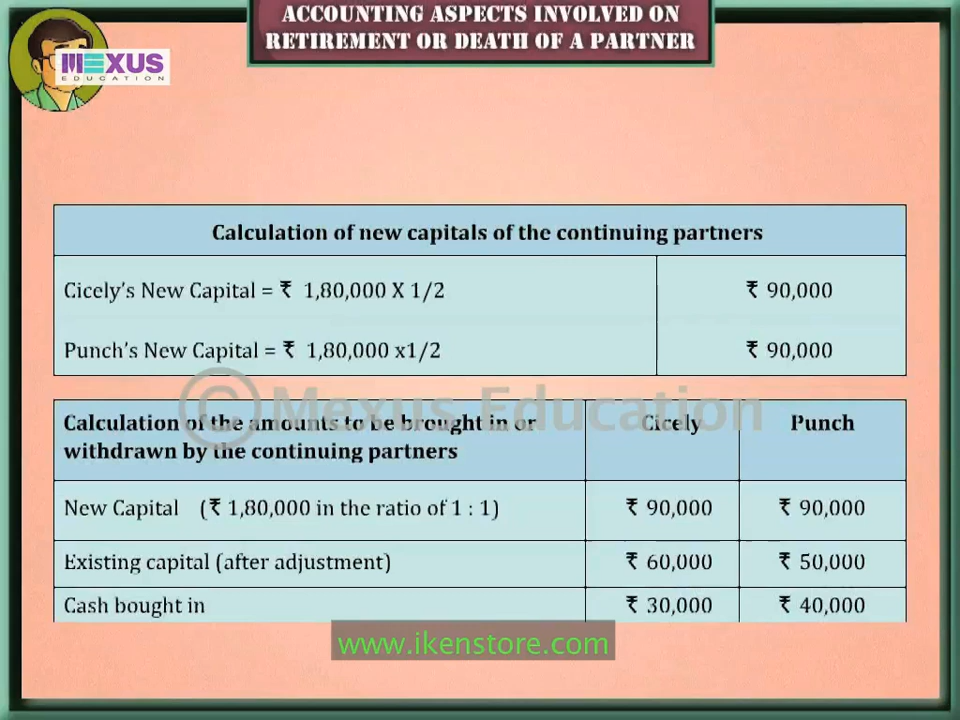 ACCOUNTING ASPECTS INVOLVED ON
RETIREMENT OR DEATH OF A PARTNER
MEXUS
EDUCATION
Calculation of new capitals of the continuing partners
Cicely's New Capital = ₹ 1,80,000 X 1/2 ₹ 90,000
Punch's New Capital = ₹ 1,80,000 x1/2 ₹ 90,000
© Mexus Education
Calculation of the amounts to be brought in or
withdrawn by the continuing partners
Cicely Punch
New Capital (₹ 1,80,000 in the ratio of 1 : 1) ₹ 90,000 ₹ 90,000
Existing capital (after adjustment) ₹ 60,000 ₹ 50,000
Cash bought in ₹ 30,000 ₹ 40,000
www.ikenstore.com